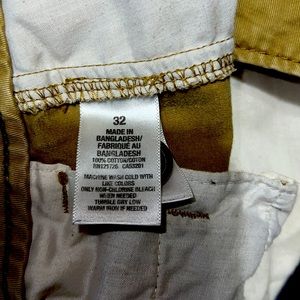 32
MADE IN
BANGLADESH/
FABRIQUÉ AU
BANGLADESH
100% COTTON/COTON
CA53201
MACHINE WASH COLD WITH
LIKE COLORS
ONLY NON-CHLORINE BLEACH
WHEN NEEDED
TUMBLE DRY LOW
WARM IRON IF NEEDED